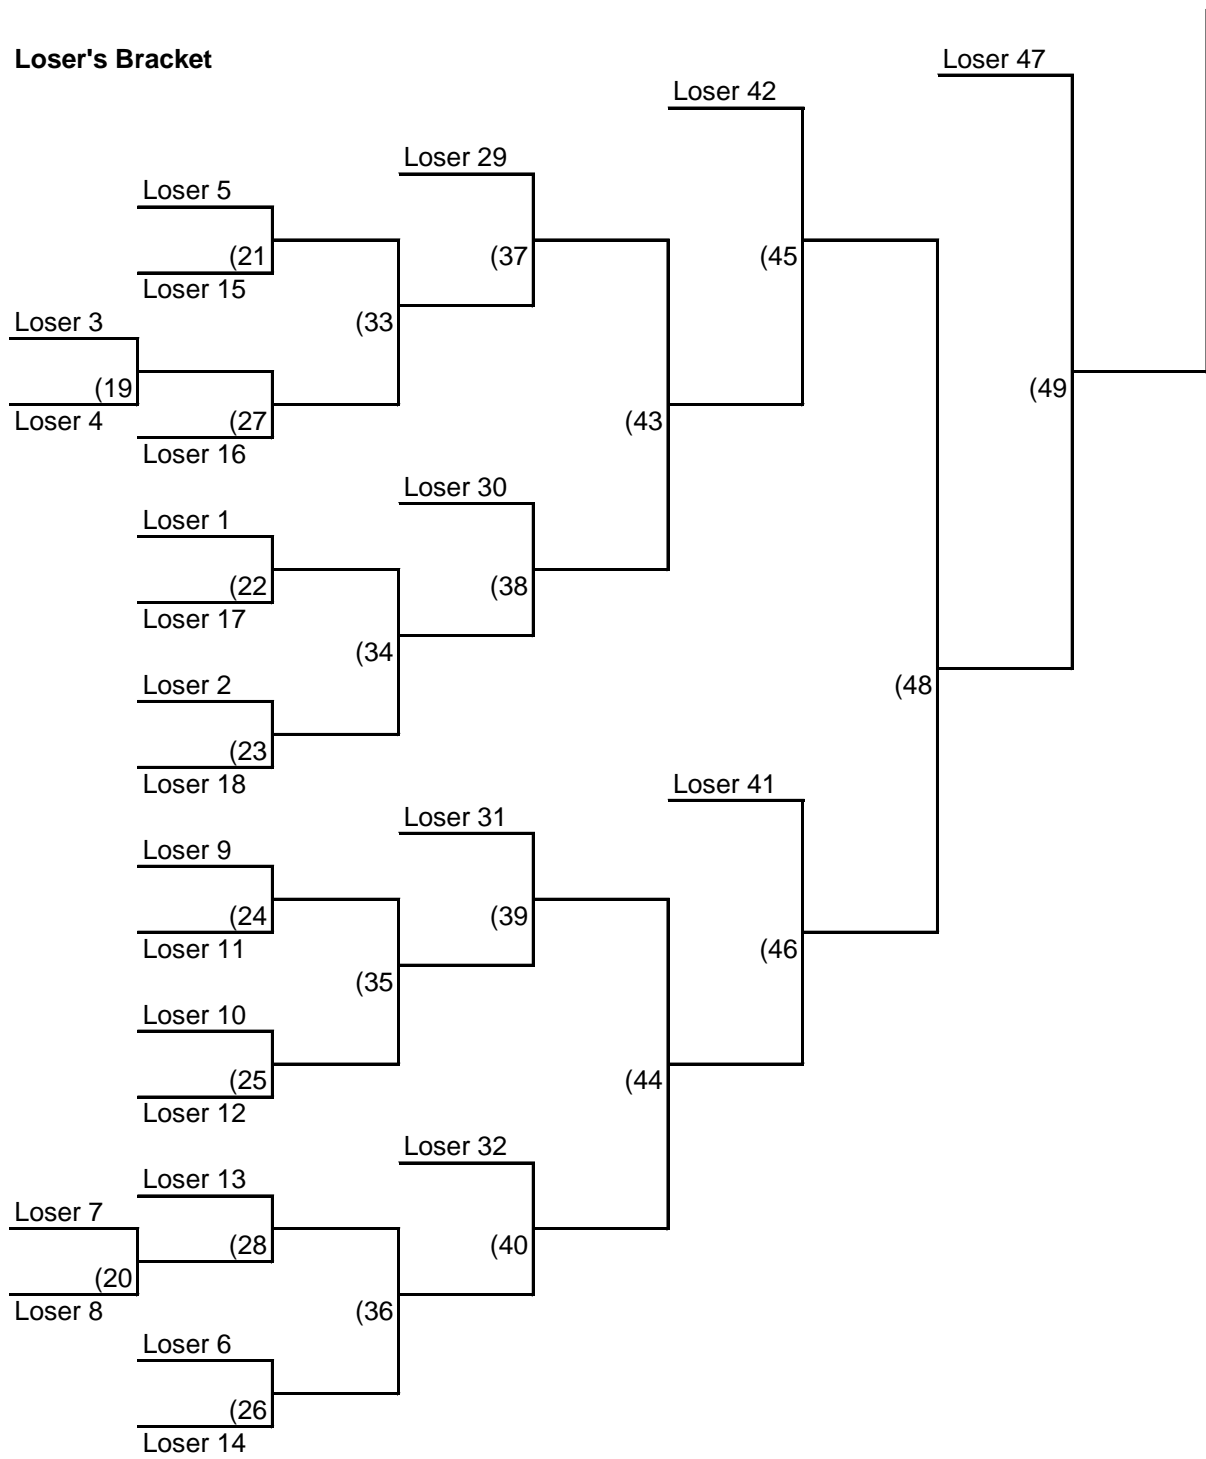 Loser's Bracket
Loser 47
Loser 42
Loser 29
Loser 5
(21
(37
(45
Loser 15
Loser 3
(33
(19
(49
Loser 4
(27
(43
Loser 16
Loser 30
Loser 1
(22
(38
Loser 17
(34
Loser 2
(48
(23
Loser 18
Loser 41
Loser 31
Loser 9
(24
(39
Loser 11
(46
(35
Loser 10
(25
(44
Loser 12
Loser 32
Loser 13
Loser 7
(28
(40
(20
Loser 8
(36
Loser 6
(26
Loser 14